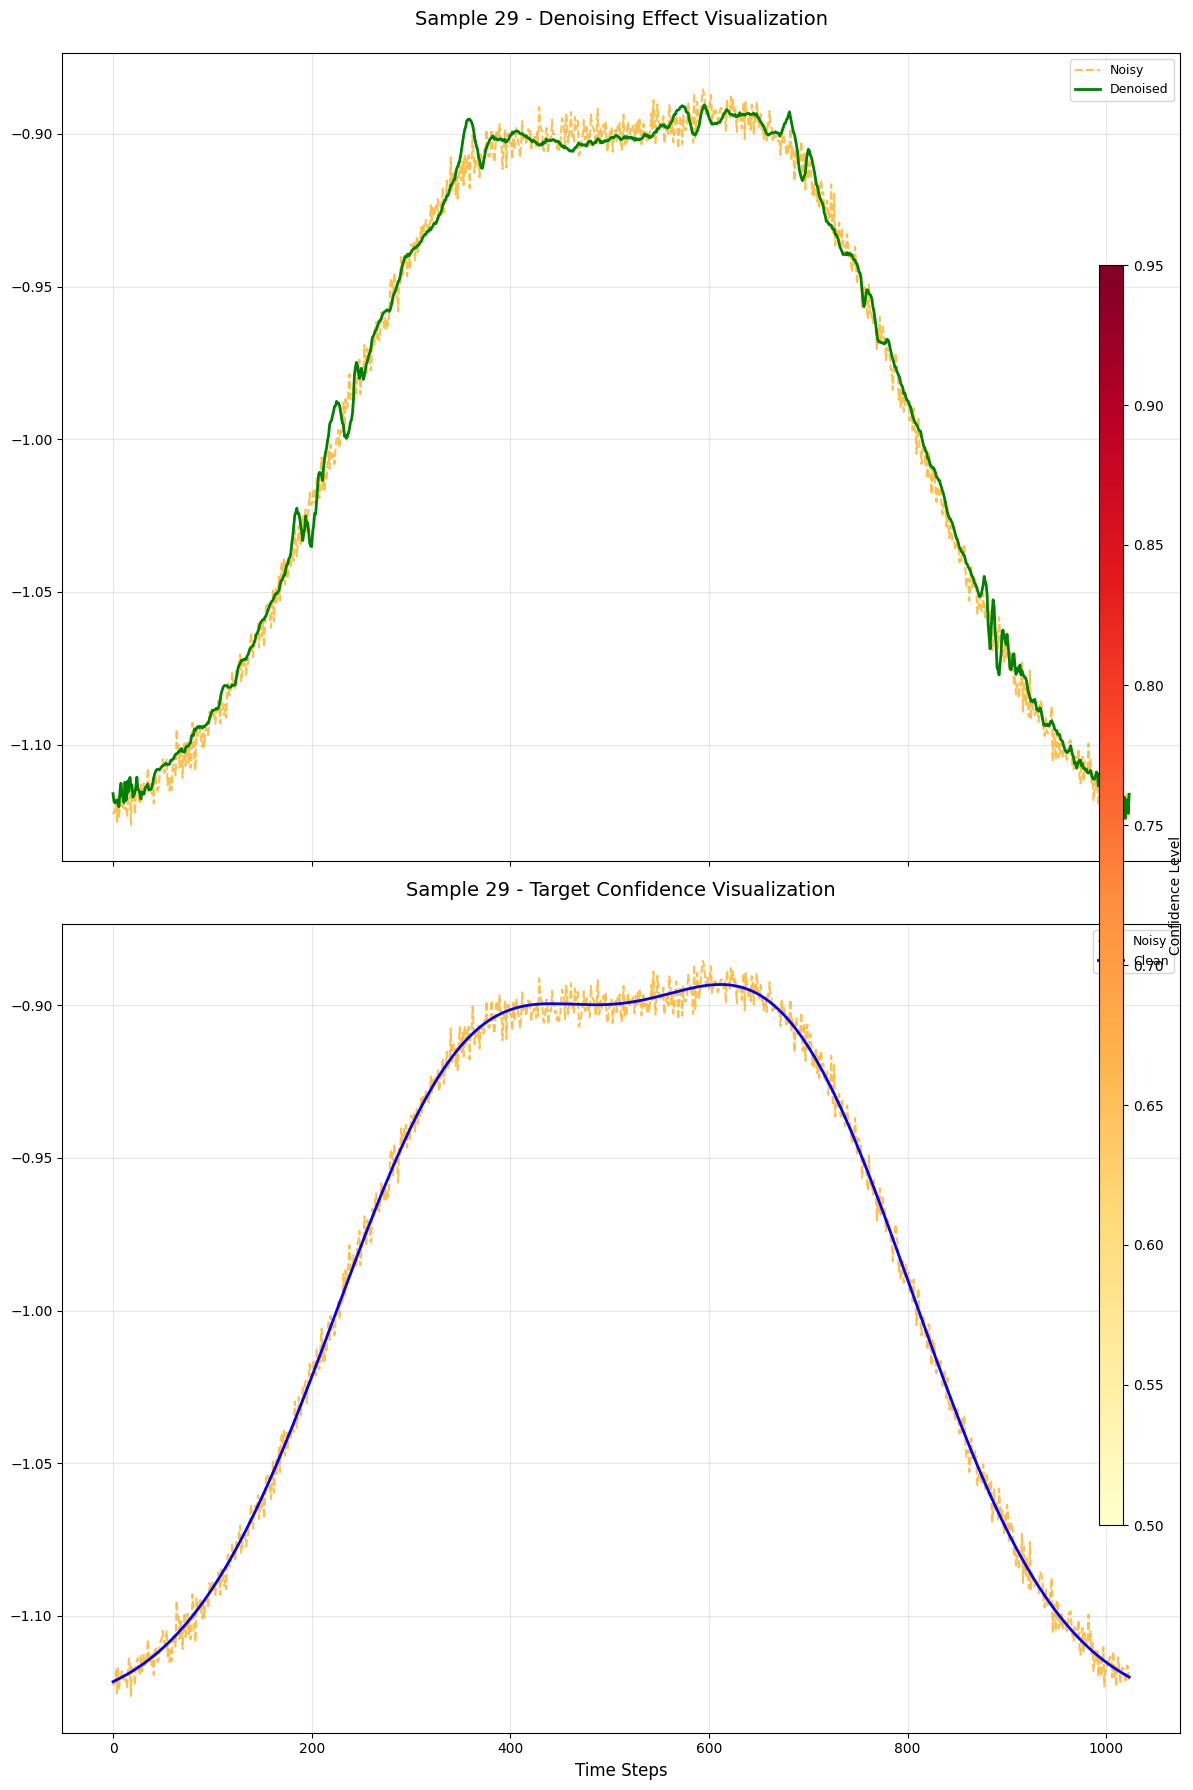 Sample 29 - Denoising Effect Visualization
Noisy
Denoised
−0.90
−0.95
−1.00
−1.05
−1.10
Sample 29 - Target Confidence Visualization
Noisy
Clean
−0.90
−0.95
−1.00
−1.05
−1.10
0 200 400 600 800 1000
Time Steps
0.95
0.90
0.85
0.80
0.75
0.70
0.65
0.60
0.55
0.50
Confidence Level